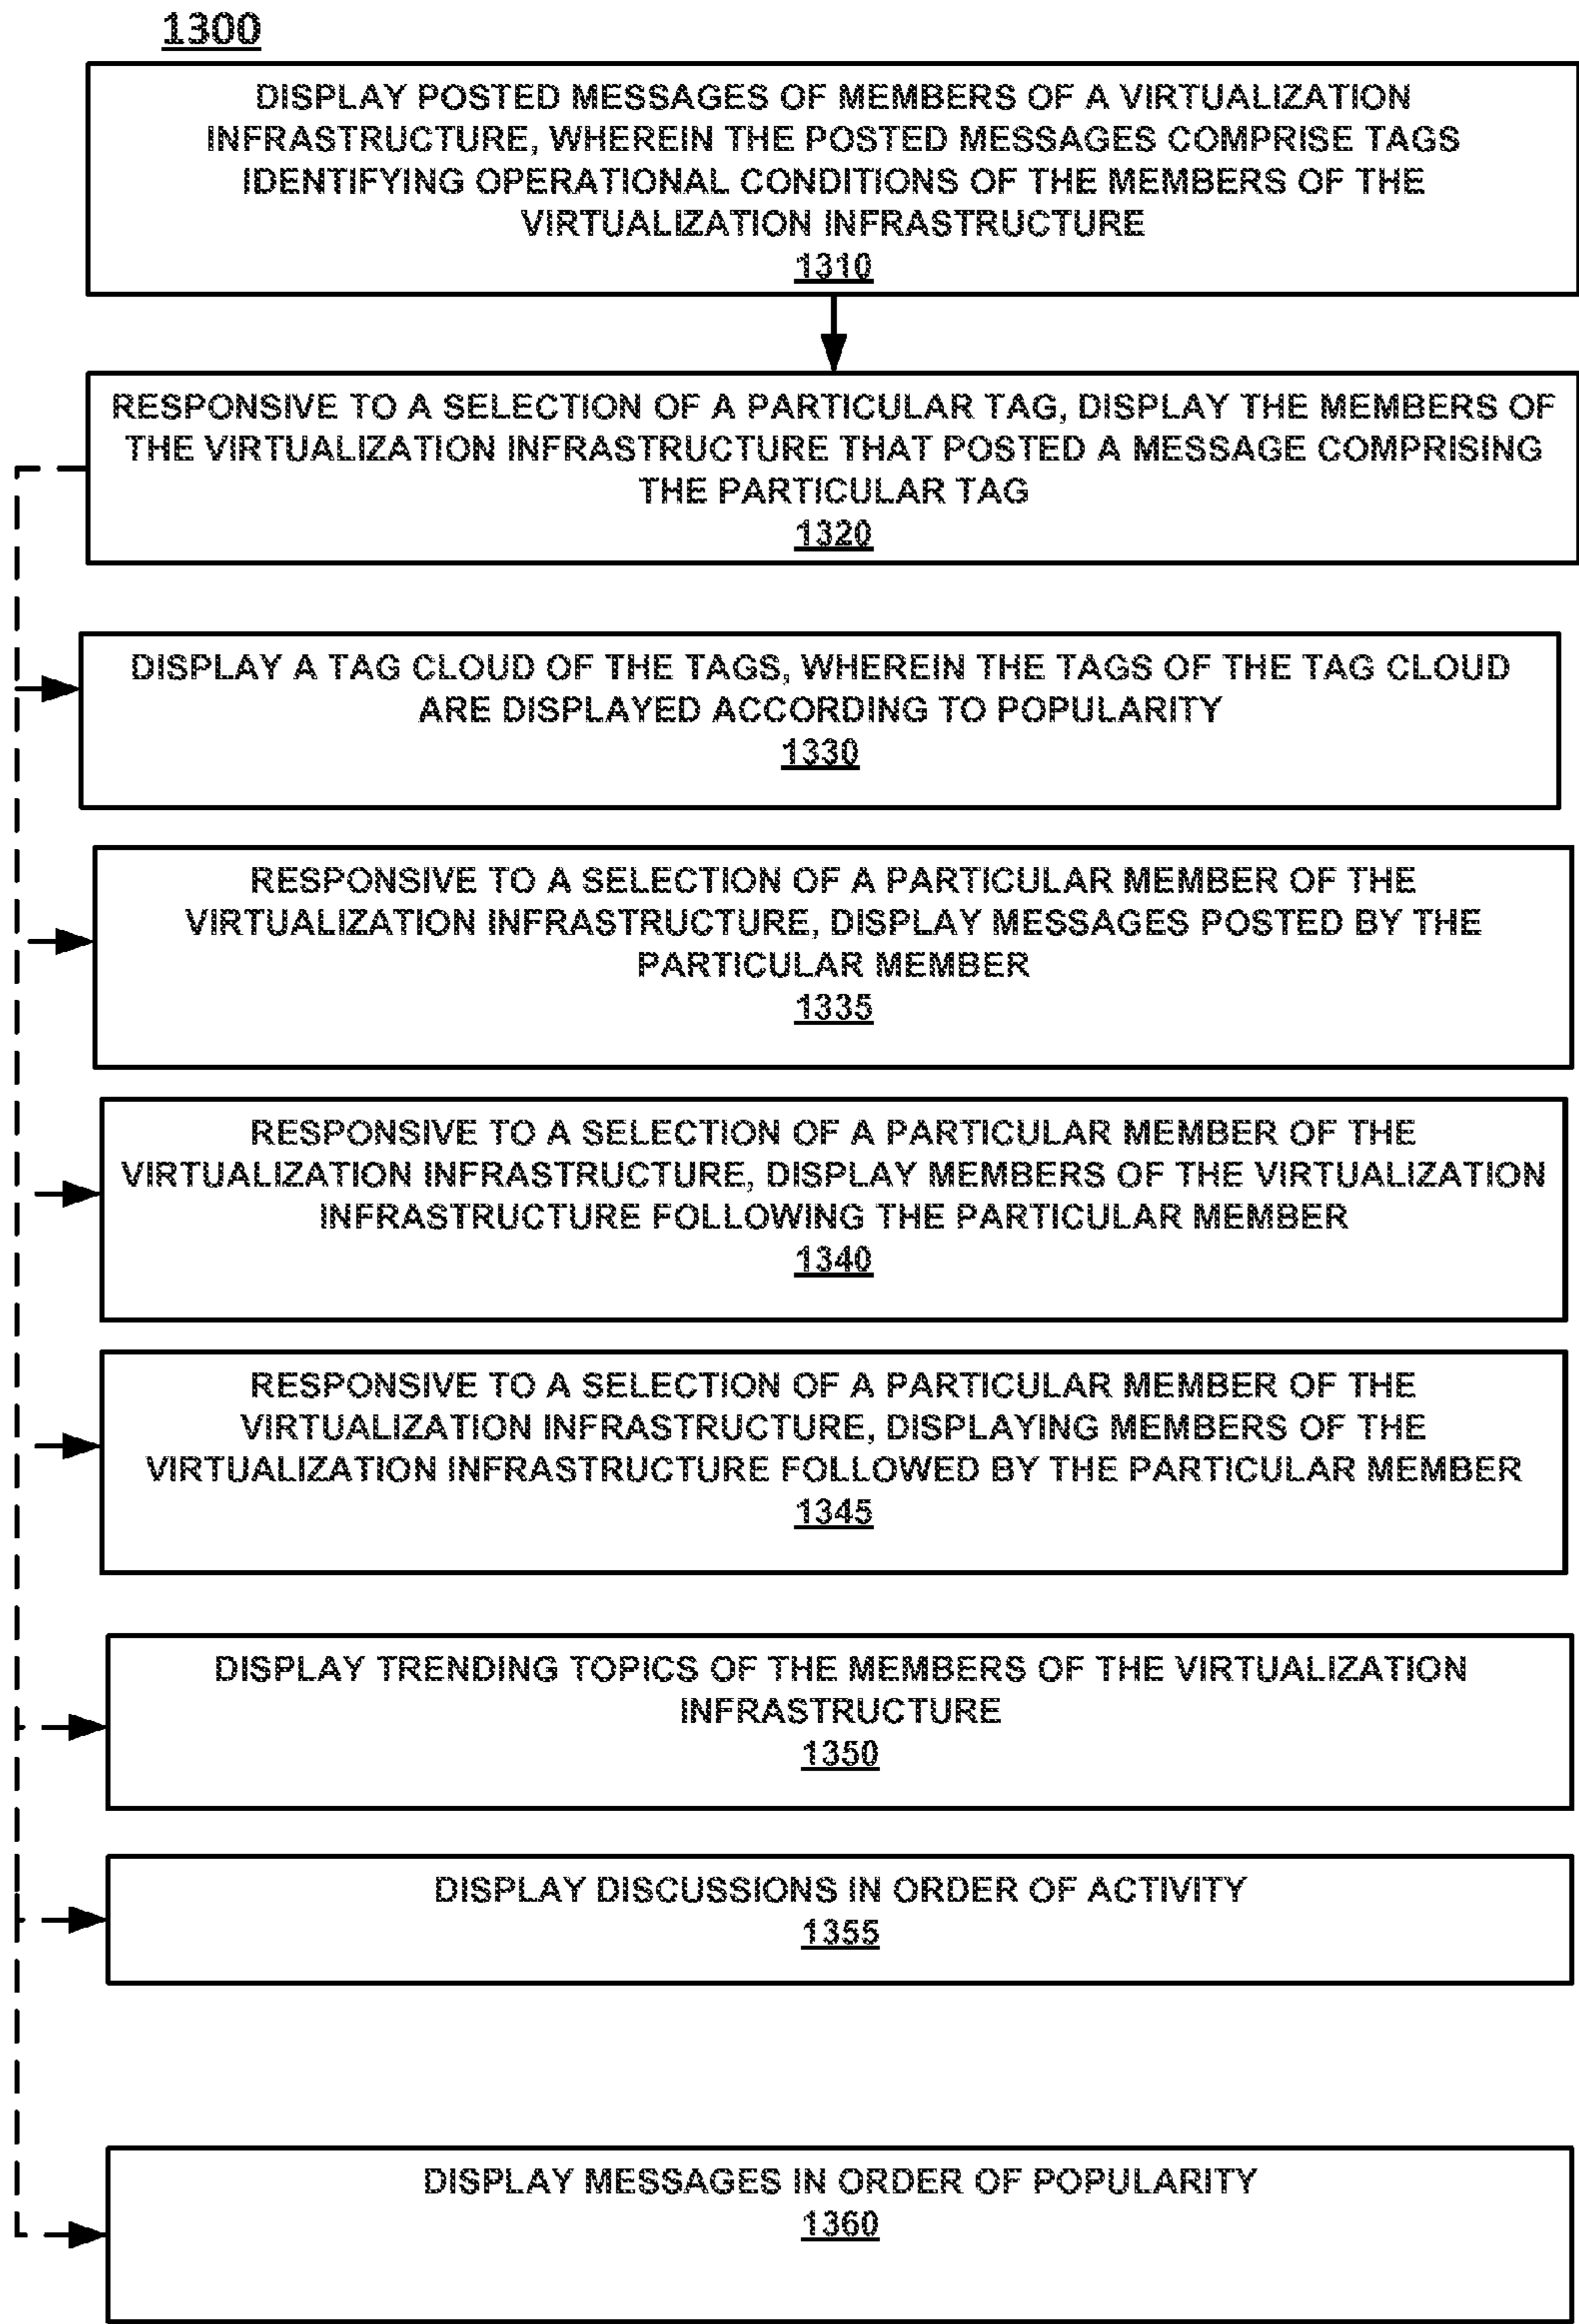 1300
DISPLAY POSTED MESSAGES OF MEMBERS OF A VIRTUALIZATION
INFRASTRUCTURE, WHEREIN THE POSTED MESSAGES COMPRISE TAGS
IDENTIFYING OPERATIONAL CONDITIONS OF THE MEMBERS OF THE
VIRTUALIZATION INFRASTRUCTURE
1310
RESPONSIVE TO A SELECTION OF A PARTICULAR TAG, DISPLAY THE MEMBERS OF
THE VIRTUALIZATION INFRASTRUCTURE THAT POSTED A MESSAGE COMPRISING
THE PARTICULAR TAG
1320
DISPLAY A TAG CLOUD OF THE TAGS, WHEREIN THE TAGS OF THE TAG CLOUD
ARE DISPLAYED ACCORDING TO POPULARITY
1330
RESPONSIVE TO A SELECTION OF A PARTICULAR MEMBER OF THE
VIRTUALIZATION INFRASTRUCTURE, DISPLAY MESSAGES POSTED BY THE
PARTICULAR MEMBER
1335
RESPONSIVE TO A SELECTION OF A PARTICULAR MEMBER OF THE
VIRTUALIZATION INFRASTRUCTURE, DISPLAY MEMBERS OF THE VIRTUALIZATION
INFRASTRUCTURE FOLLOWING THE PARTICULAR MEMBER
1340
RESPONSIVE TO A SELECTION OF A PARTICULAR MEMBER OF THE
VIRTUALIZATION INFRASTRUCTURE, DISPLAYING MEMBERS OF THE
VIRTUALIZATION INFRASTRUCTURE FOLLOWED BY THE PARTICULAR MEMBER
1345
DISPLAY TRENDING TOPICS OF THE MEMBERS OF THE VIRTUALIZATION
INFRASTRUCTURE
1350
DISPLAY DISCUSSIONS IN ORDER OF ACTIVITY
1355
DISPLAY MESSAGES IN ORDER OF POPULARITY
1360